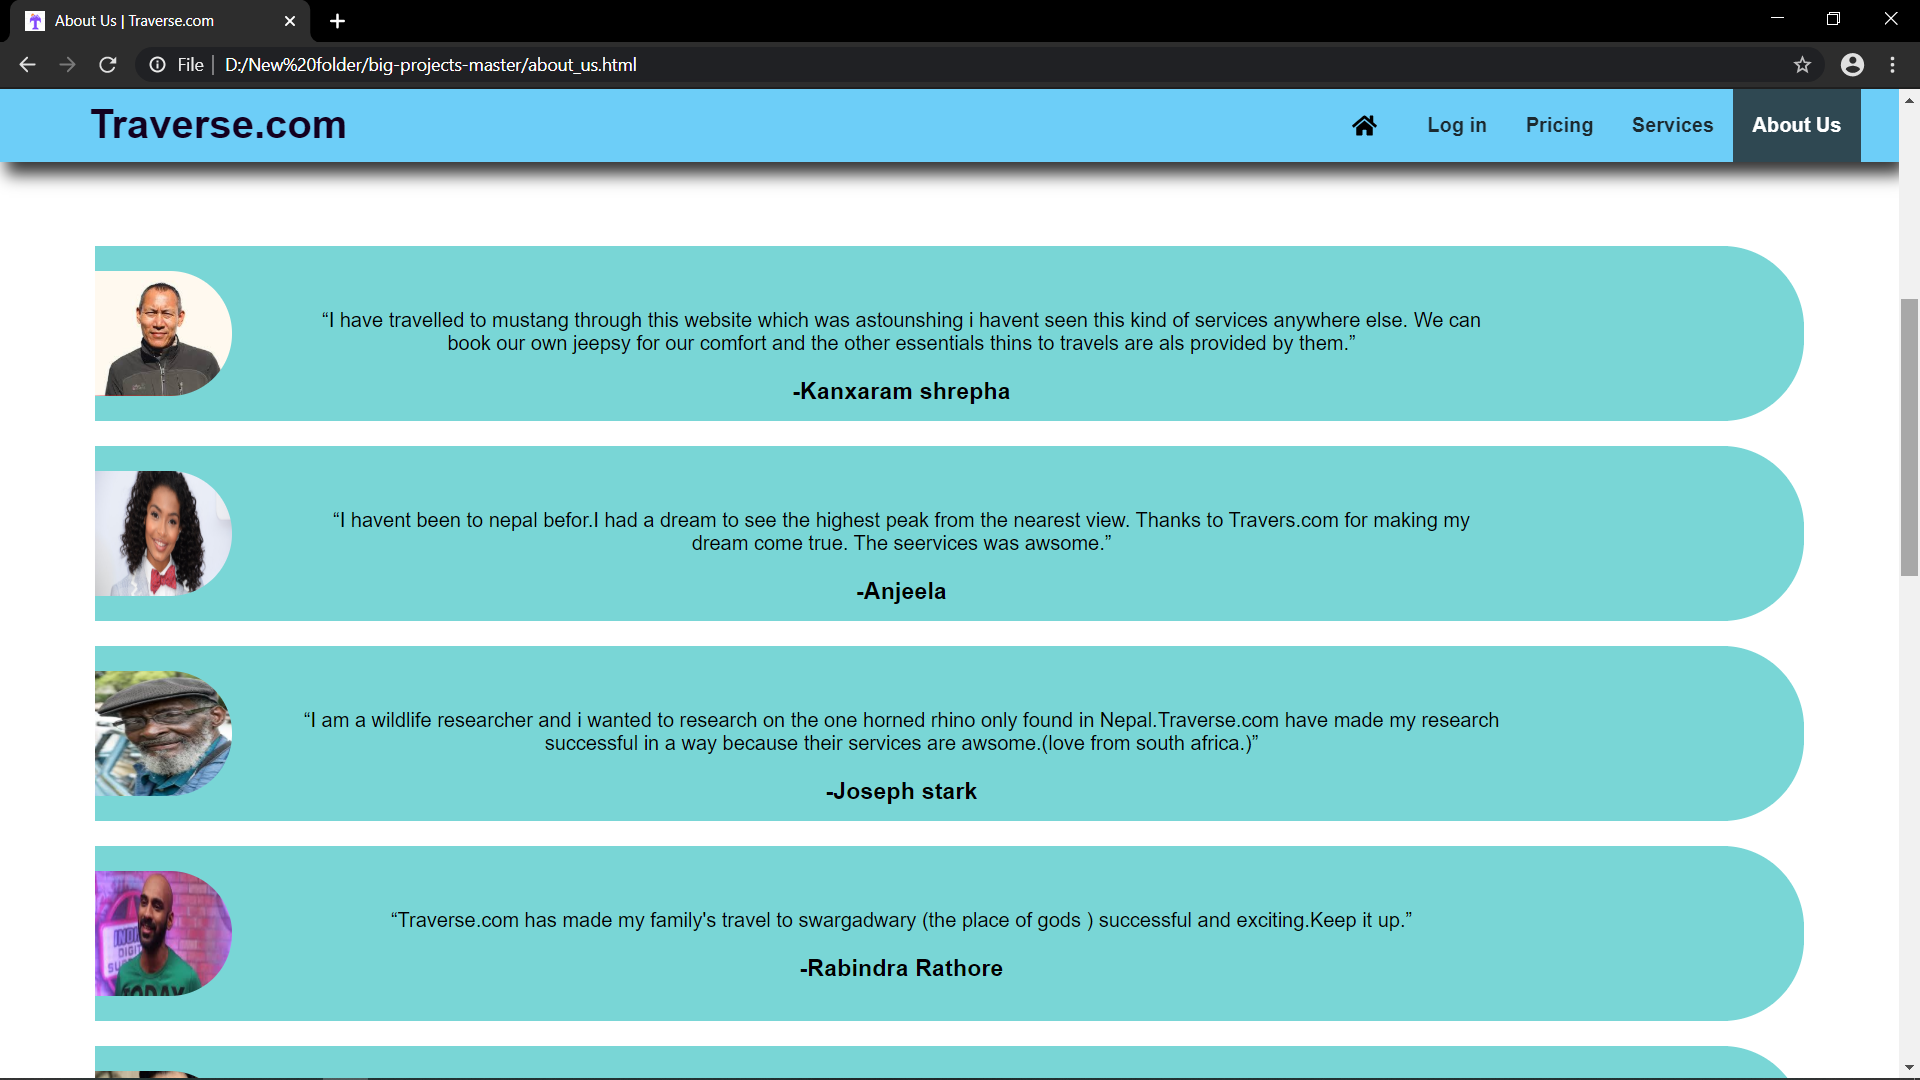 About Us | Traverse.com
File
D:/New%20folder/big-projects-master/about_us.html
Traverse.com
Log in
Pricing
Services
About Us
“I have travelled to mustang through this website which was astounshing i havent seen this kind of services anywhere else. We can
book our own jeepsy for our comfort and the other essentials thins to travels are als provided by them.”
-Kanxaram shrepha
“I havent been to nepal befor.I had a dream to see the highest peak from the nearest view. Thanks to Travers.com for making my
dream come true. The seervices was awsome.”
-Anjeela
“I am a wildlife researcher and i wanted to research on the one horned rhino only found in Nepal.Traverse.com have made my research
successful in a way because their services are awsome.(love from south africa.)”
-Joseph stark
“Traverse.com has made my family's travel to swargadwary (the place of gods ) successful and exciting.Keep it up.”
-Rabindra Rathore
TODAY